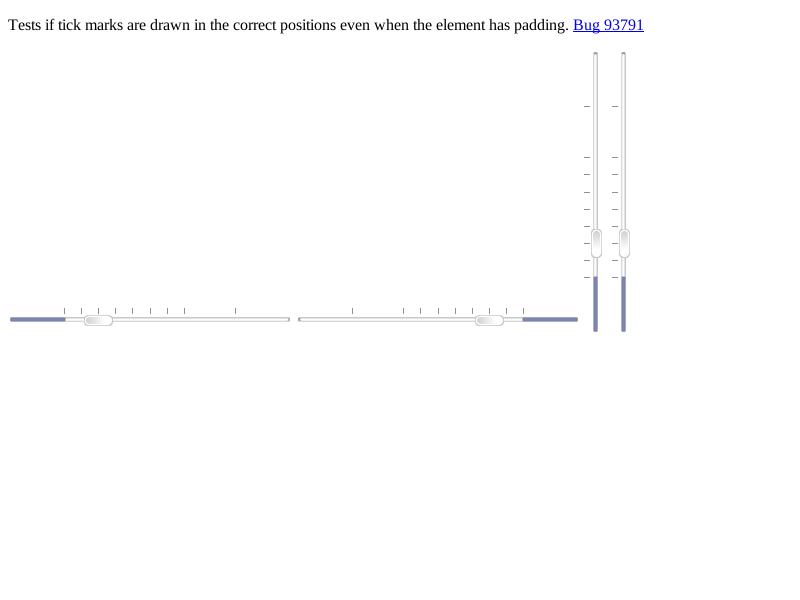 Tests if tick marks are drawn in the correct positions even when the element has padding. Bug 93791